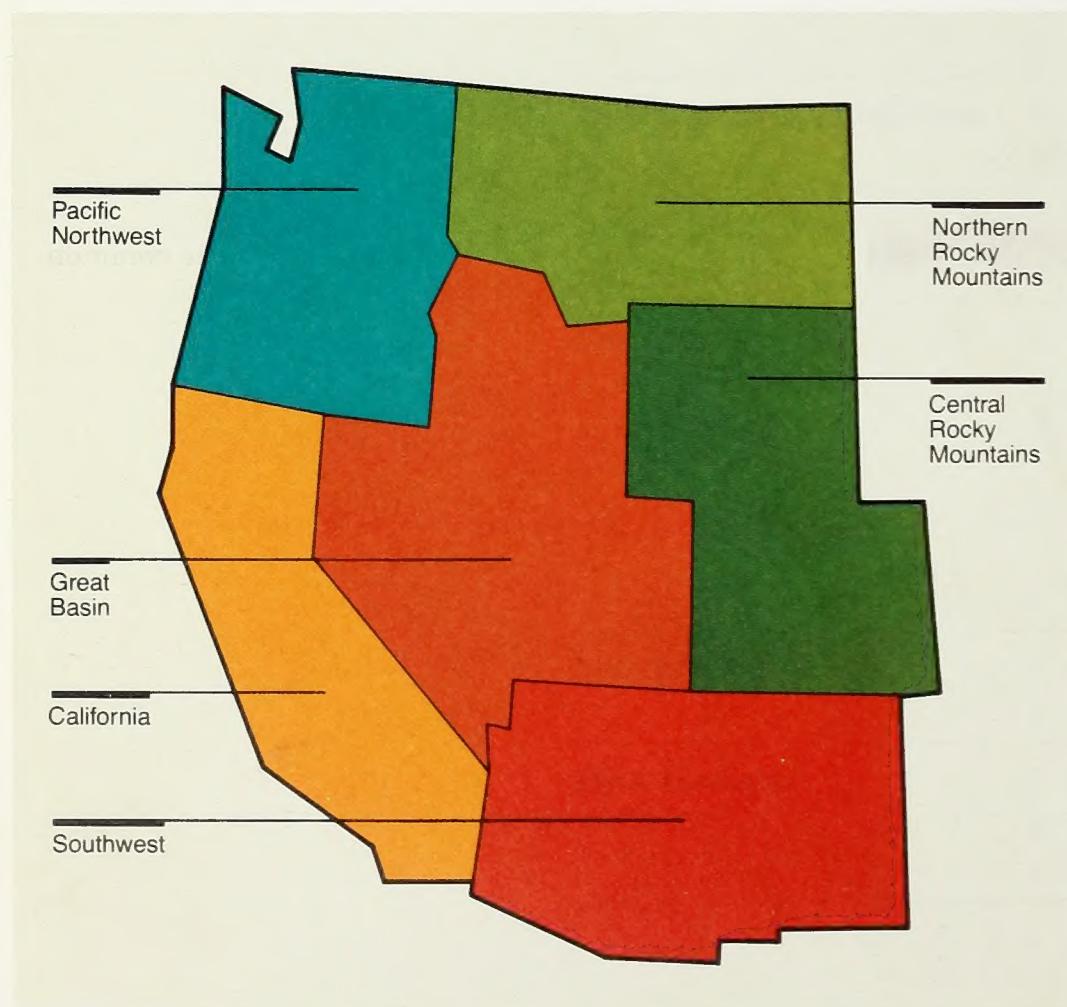 Pacific
Northwest
Northern
Rocky
Mountains
Central
Rocky
Mountains
Great
Basin
California
Southwest